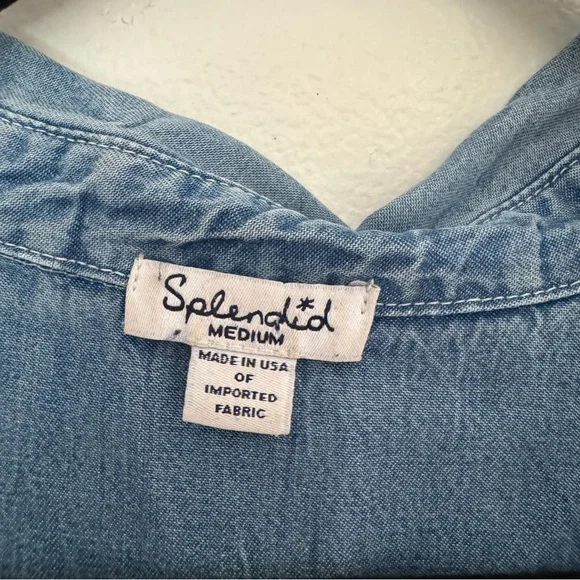 Splendid
MEDIUM
MADE IN USA
OF
IMPORTED
FABRIC